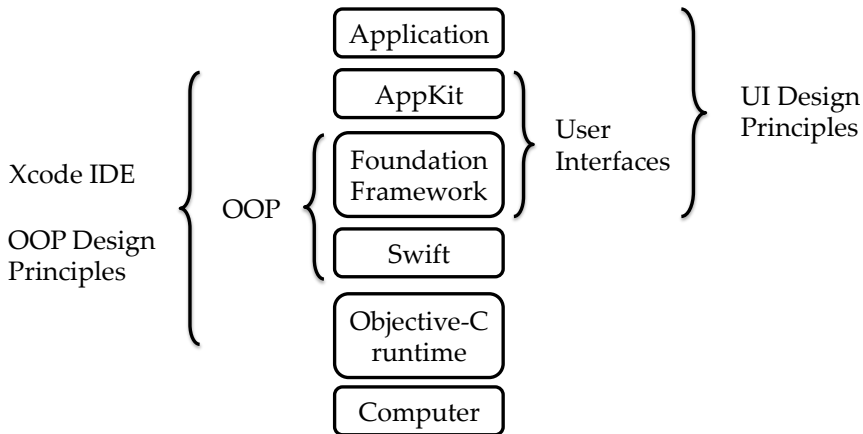 Application
AppKit
Foundation
Framework
Swift
Objective-C
runtime
Computer
Xcode IDE
OOP Design
Principles
OOP
User
Interfaces
UI Design
Principles